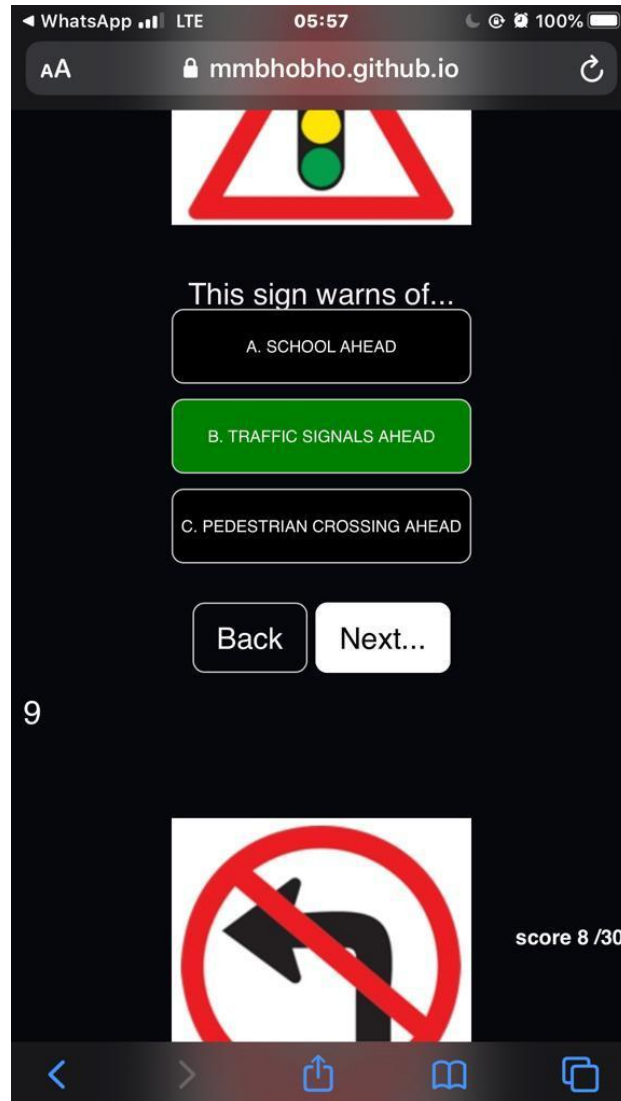 WhatsApp LTE 05:57 100%
AA mmbhobho.github.io
This sign warns of...
A. SCHOOL AHEAD
B. TRAFFIC SIGNALS AHEAD
C. PEDESTRIAN CROSSING AHEAD
Back Next...
9
score 8 /30